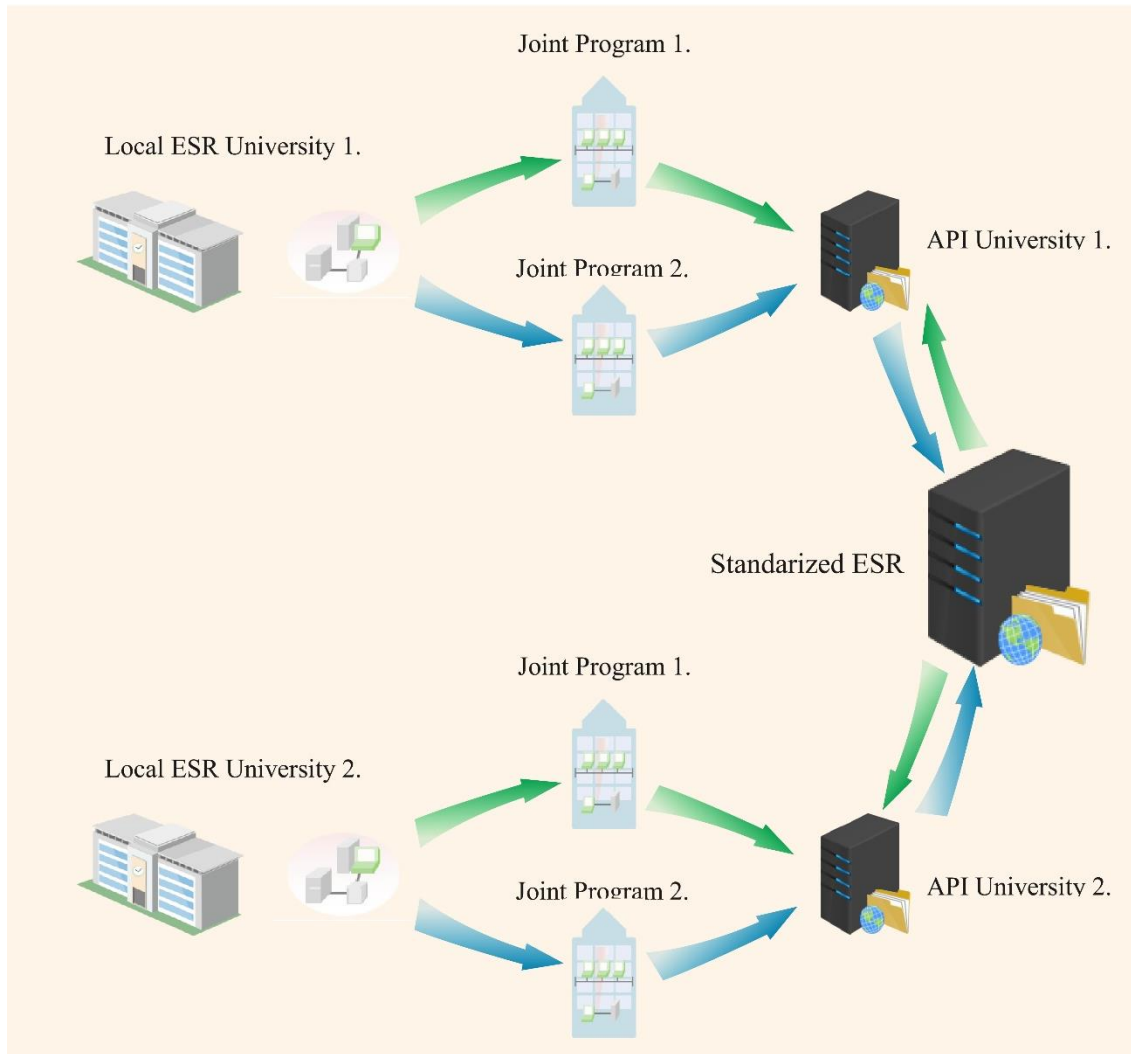 Joint Program 1.
Local ESR University 1.
API University 1.
Joint Program 2.
Standarized ESR
Joint Program 1.
Local ESR University 2.
Joint Program 2.
API University 2.